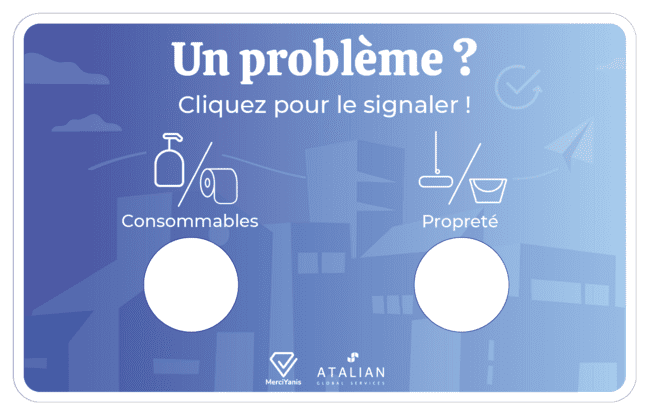 Un problème ?
Cliquez pour le signaler !
Consommables
Propreté
MerciYanis
ATALIAN
GLOBAL SERVICES